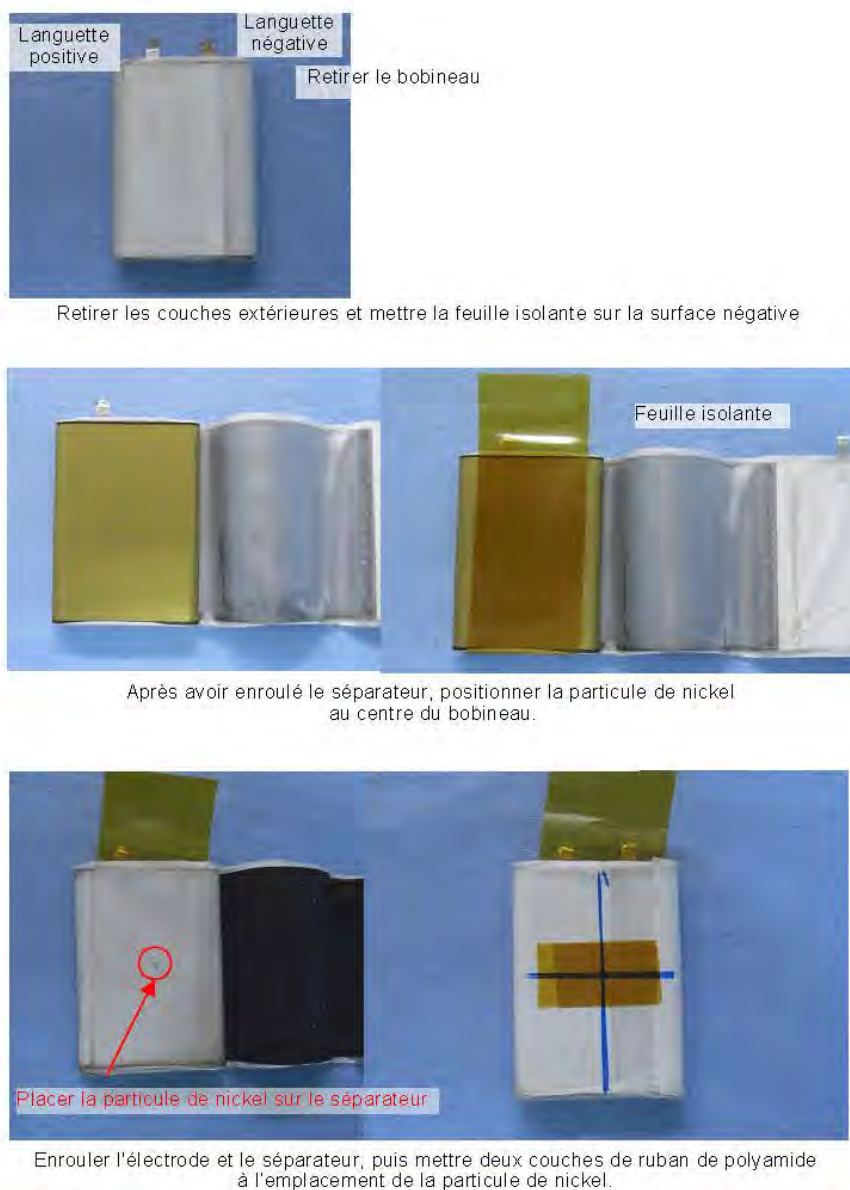 Languette
positive
Languette
négative
Retirer le bobineau
Retirer les couches extérieures et mettre la feuille isolante sur la surface négative
Feuille isolante
Après avoir enroulé le séparateur, positionner la particule de nickel
au centre du bobineau.
Placer la particule de nickel sur le séparateur
Enrouler l'électrode et le séparateur, puis mettre deux couches de ruban de polyamide
à l'emplacement de la particule de nickel.